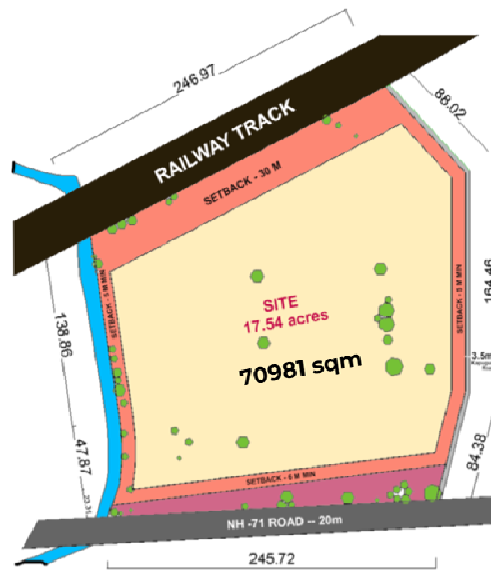 246.97
88.02
RAILWAY TRACK
SETBACK - 30 M
SETBACK - 5 M MIN
SETBACK - 5 M MIN
164.46
138.86
SITE
17.54 acres
70981 sqm
3.5m
47.87
84.38
SETBACK - 6 M MIN
NH -71 ROAD -- 20m
245.72